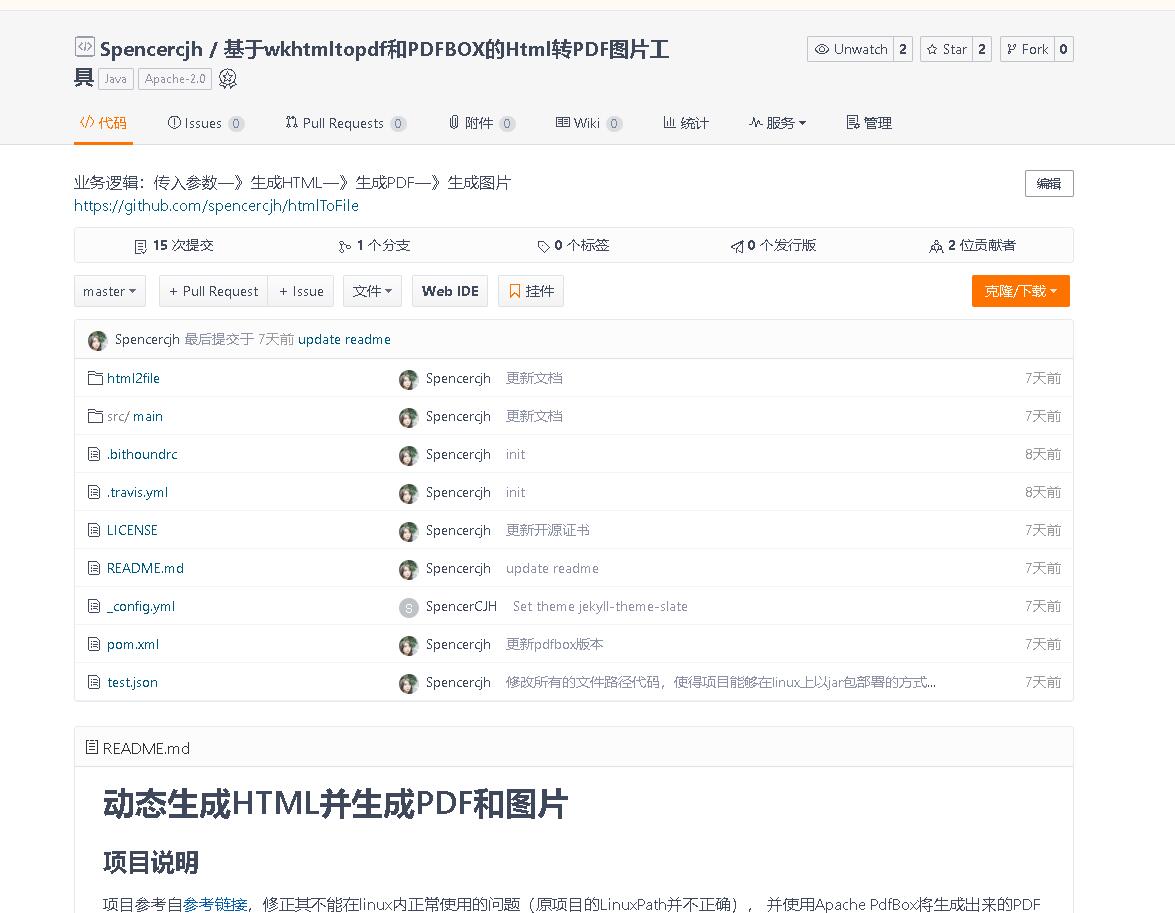 Spencercjh / 基于wkhtmltopdf和PDFBOX的Html转PDF图片工
具 Java Apache-2.0
Unwatch 2 Star 2 Fork 0
代码 Issues 0 Pull Requests 0 附件 0 Wiki 0 统计 服务 管理
业务逻辑：传入参数—》生成HTML—》生成PDF—》生成图片
编辑
https://github.com/spencercjh/htmlToFile
15 次提交 1 个分支 0 个标签 0 个发行版 2 位贡献者
master + Pull Request + Issue 文件 Web IDE 挂件 克隆/下载
Spencercjh 最后提交于 7天前 update readme
html2file Spencercjh 更新文档 7天前
src/ main Spencercjh 更新文档 7天前
.bithoundrc Spencercjh init 8天前
.travis.yml Spencercjh init 8天前
LICENSE Spencercjh 更新开源证书 7天前
README.md Spencercjh update readme 7天前
_config.yml S SpencerCJH Set theme jekyll-theme-slate 7天前
pom.xml Spencercjh 更新pdfbox版本 7天前
test.json Spencercjh 修改所有的文件路径代码，使得项目能够在linux上以jar包部署的方式... 7天前
README.md
动态生成HTML并生成PDF和图片
项目说明
项目参考自参考链接，修正其不能在linux内正常使用的问题（原项目的LinuxPath并不正确），并使用Apache PdfBox将生成出来的PDF